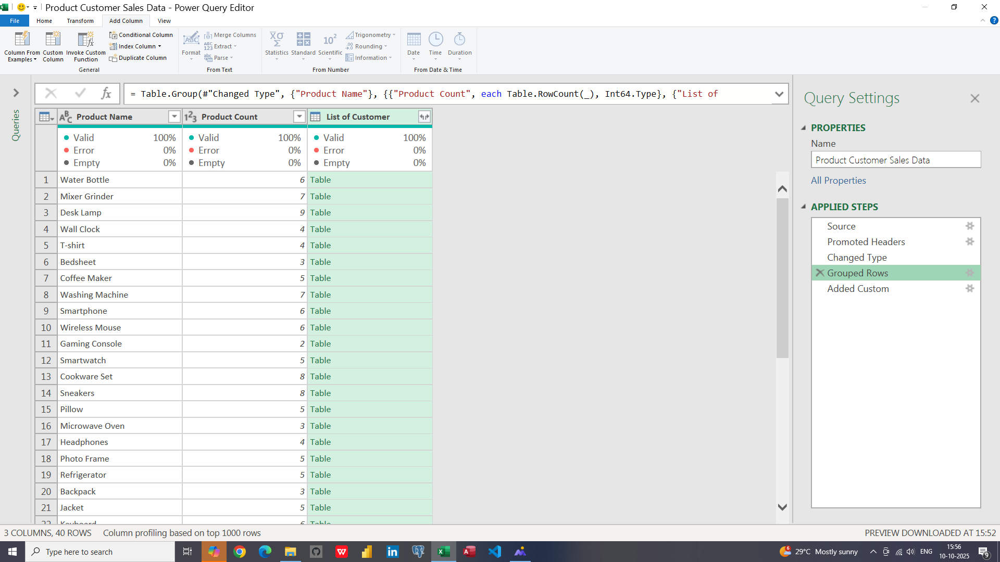 Product Customer Sales Data - Power Query Editor
File
Home
Transform
Add Column
View
Column From Examples
Custom Column
Invoke Custom Function
Conditional Column
Index Column
Duplicate Column
General
Format
Merge Columns
Extract
Parse
From Text
Statistics
Standard
Scientific
Trigonometry
Rounding
Information
From Number
Date
Time
Duration
From Date & Time
Queries
= Table.Group(#"Changed Type", {"Product Name"}, {{"Product Count", each Table.RowCount(_), Int64.Type}, {"List of
Product Name
Product Count
List of Customer
Valid 100% Valid 100% Valid 100%
Error 0% Error 0% Error 0%
Empty 0% Empty 0% Empty 0%
1 Water Bottle 6 Table
2 Mixer Grinder 7 Table
3 Desk Lamp 9 Table
4 Wall Clock 4 Table
5 T-shirt 4 Table
6 Bedsheet 3 Table
7 Coffee Maker 5 Table
8 Washing Machine 7 Table
9 Smartphone 6 Table
10 Wireless Mouse 6 Table
11 Gaming Console 2 Table
12 Smartwatch 5 Table
13 Cookware Set 8 Table
14 Sneakers 8 Table
15 Pillow 5 Table
16 Microwave Oven 3 Table
17 Headphones 4 Table
18 Photo Frame 5 Table
19 Refrigerator 5 Table
20 Backpack 3 Table
21 Jacket 5 Table
22 Keyboard 6 Table
Query Settings
PROPERTIES
Name
Product Customer Sales Data
All Properties
APPLIED STEPS
Source
Promoted Headers
Changed Type
Grouped Rows
Added Custom
3 COLUMNS, 40 ROWS
Column profiling based on top 1000 rows
PREVIEW DOWNLOADED AT 15:52
Type here to search
29°C Mostly sunny
ENG
15:56
10-10-2025